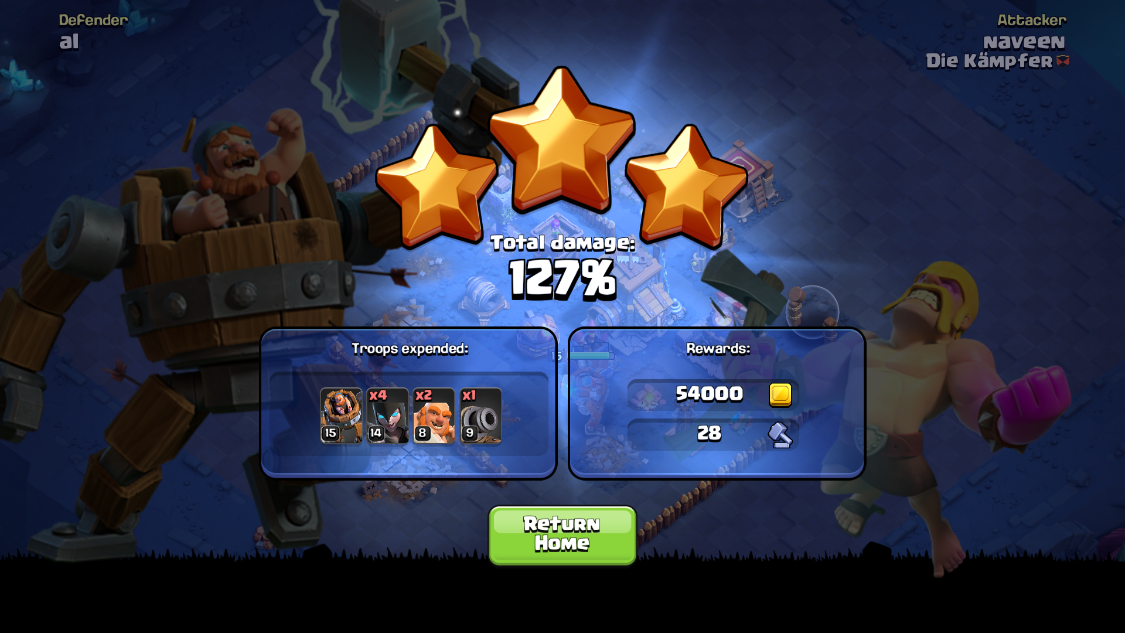 Defender
al
Attacker
naveen
Die Kämpfer
Total damage:
127%
Troops expended:
15
x4
14
x2
8
x1
9
Rewards:
54000
28
Return
Home